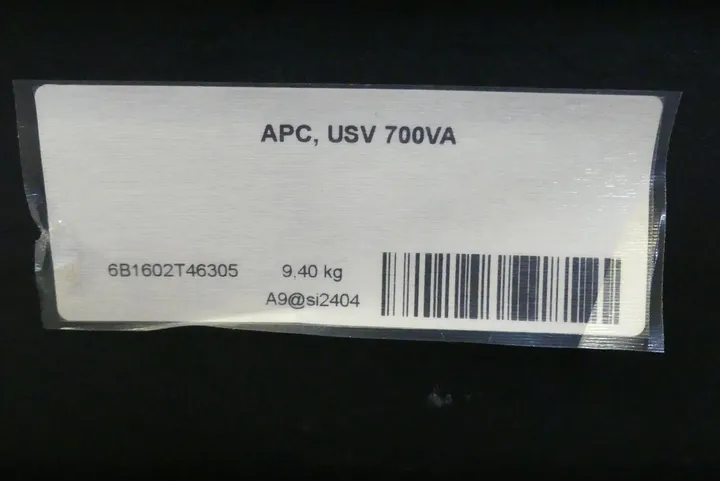 APC, USV 700VA
6B1602T46305 9,40 kg
A9@si2404